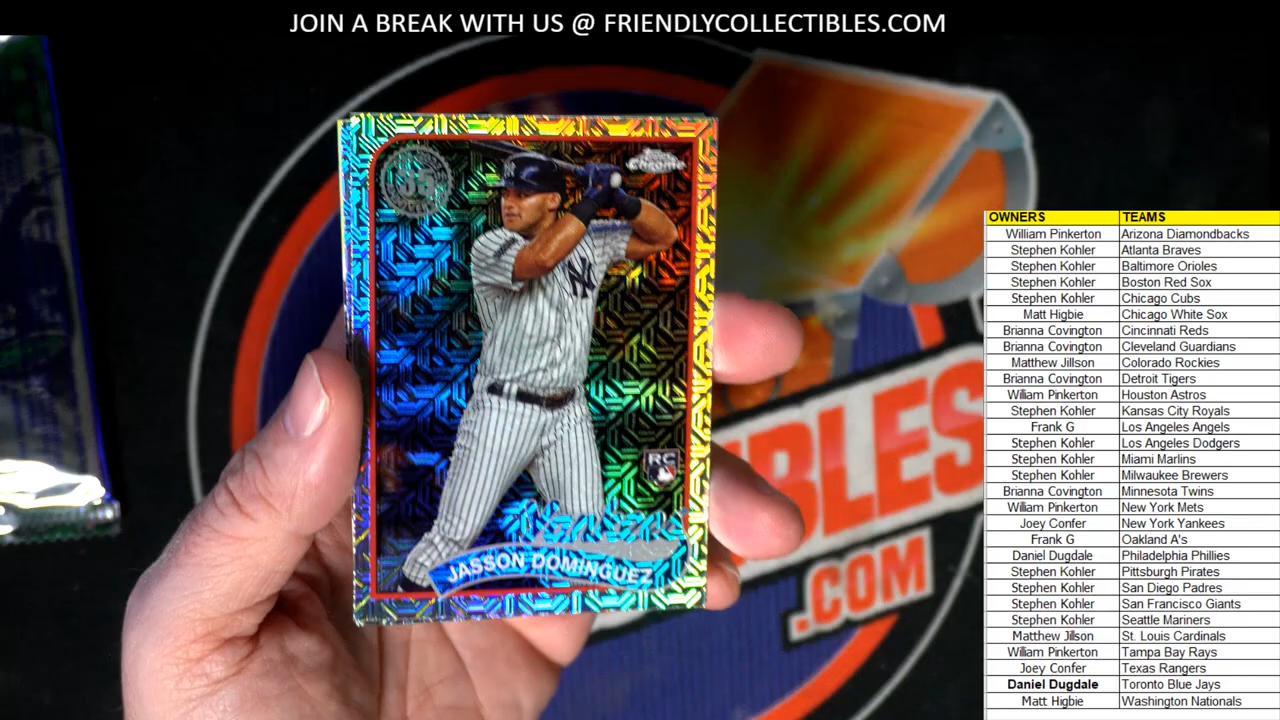 JOIN A BREAK WITH US @ FRIENDLYCOLLECTIBLES.COM
35
Topps
Chrome
NY
NY
RC
JASSON DOMINGUEZ
IBLES
.COM
OWNERS TEAMS
William Pinkerton Arizona Diamondbacks
Stephen Kohler Atlanta Braves
Stephen Kohler Baltimore Orioles
Stephen Kohler Boston Red Sox
Stephen Kohler Chicago Cubs
Matt Higbie Chicago White Sox
Brianna Covington Cincinnati Reds
Brianna Covington Cleveland Guardians
Matthew Jillson Colorado Rockies
Brianna Covington Detroit Tigers
William Pinkerton Houston Astros
Stephen Kohler Kansas City Royals
Frank G Los Angeles Angels
Stephen Kohler Los Angeles Dodgers
Stephen Kohler Miami Marlins
Stephen Kohler Milwaukee Brewers
Brianna Covington Minnesota Twins
William Pinkerton New York Mets
Joey Confer New York Yankees
Frank G Oakland A's
Daniel Dugdale Philadelphia Phillies
Stephen Kohler Pittsburgh Pirates
Stephen Kohler San Diego Padres
Stephen Kohler San Francisco Giants
Stephen Kohler Seattle Mariners
Matthew Jillson St. Louis Cardinals
William Pinkerton Tampa Bay Rays
Joey Confer Texas Rangers
Daniel Dugdale Toronto Blue Jays
Matt Higbie Washington Nationals